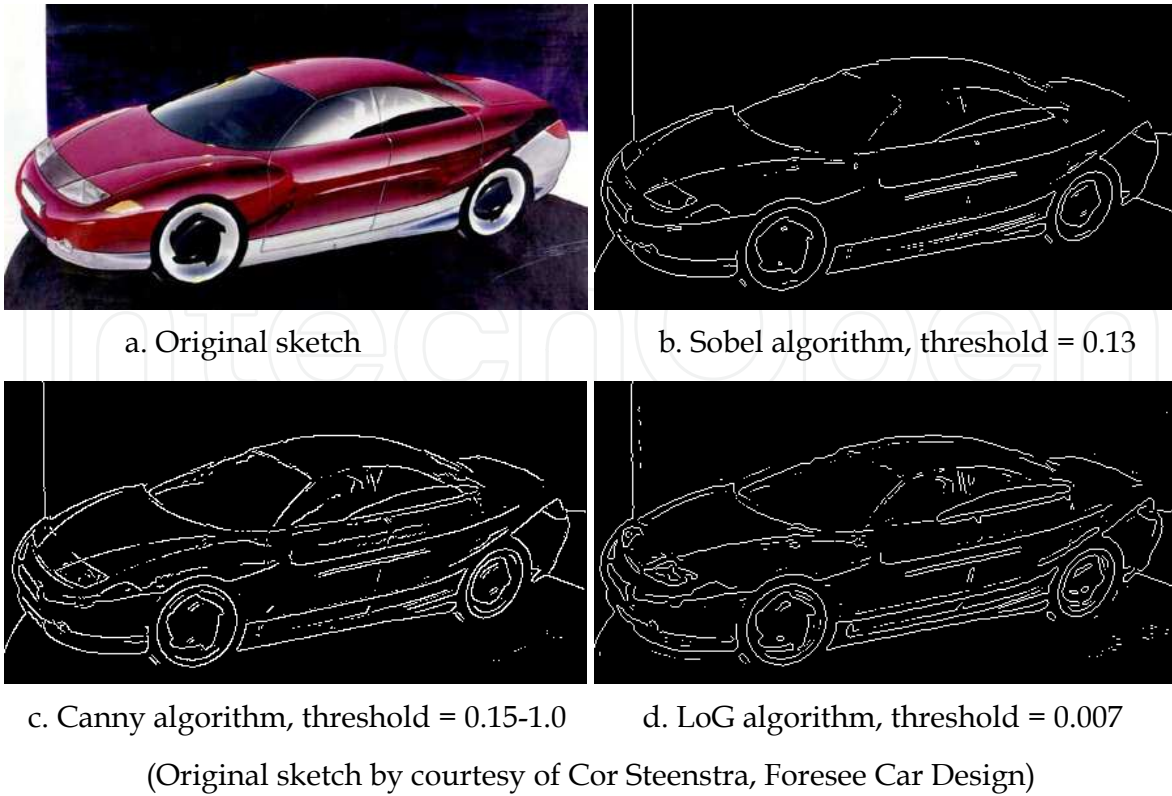 a. Original sketch
b. Sobel algorithm, threshold = 0.13
IntechOpen
c. Canny algorithm, threshold = 0.15-1.0
d. LoG algorithm, threshold = 0.007
(Original sketch by courtesy of Cor Steenstra, Foresee Car Design)